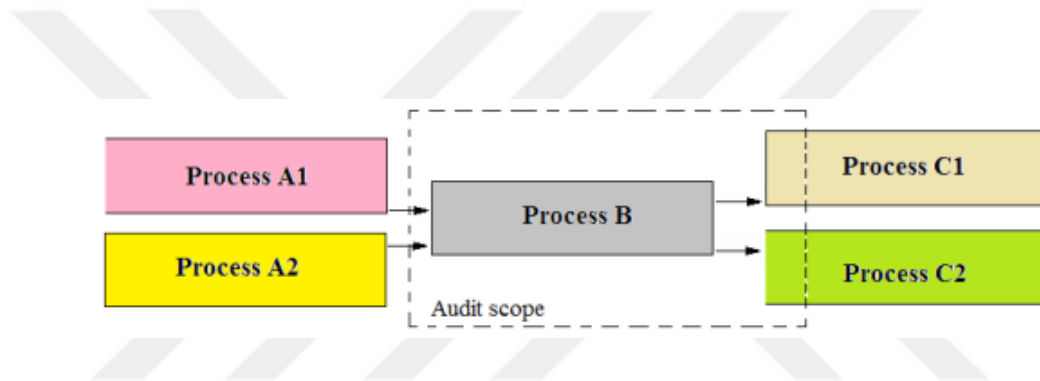 Process A1
Process A2
Process B
Process C1
Process C2
Audit scope